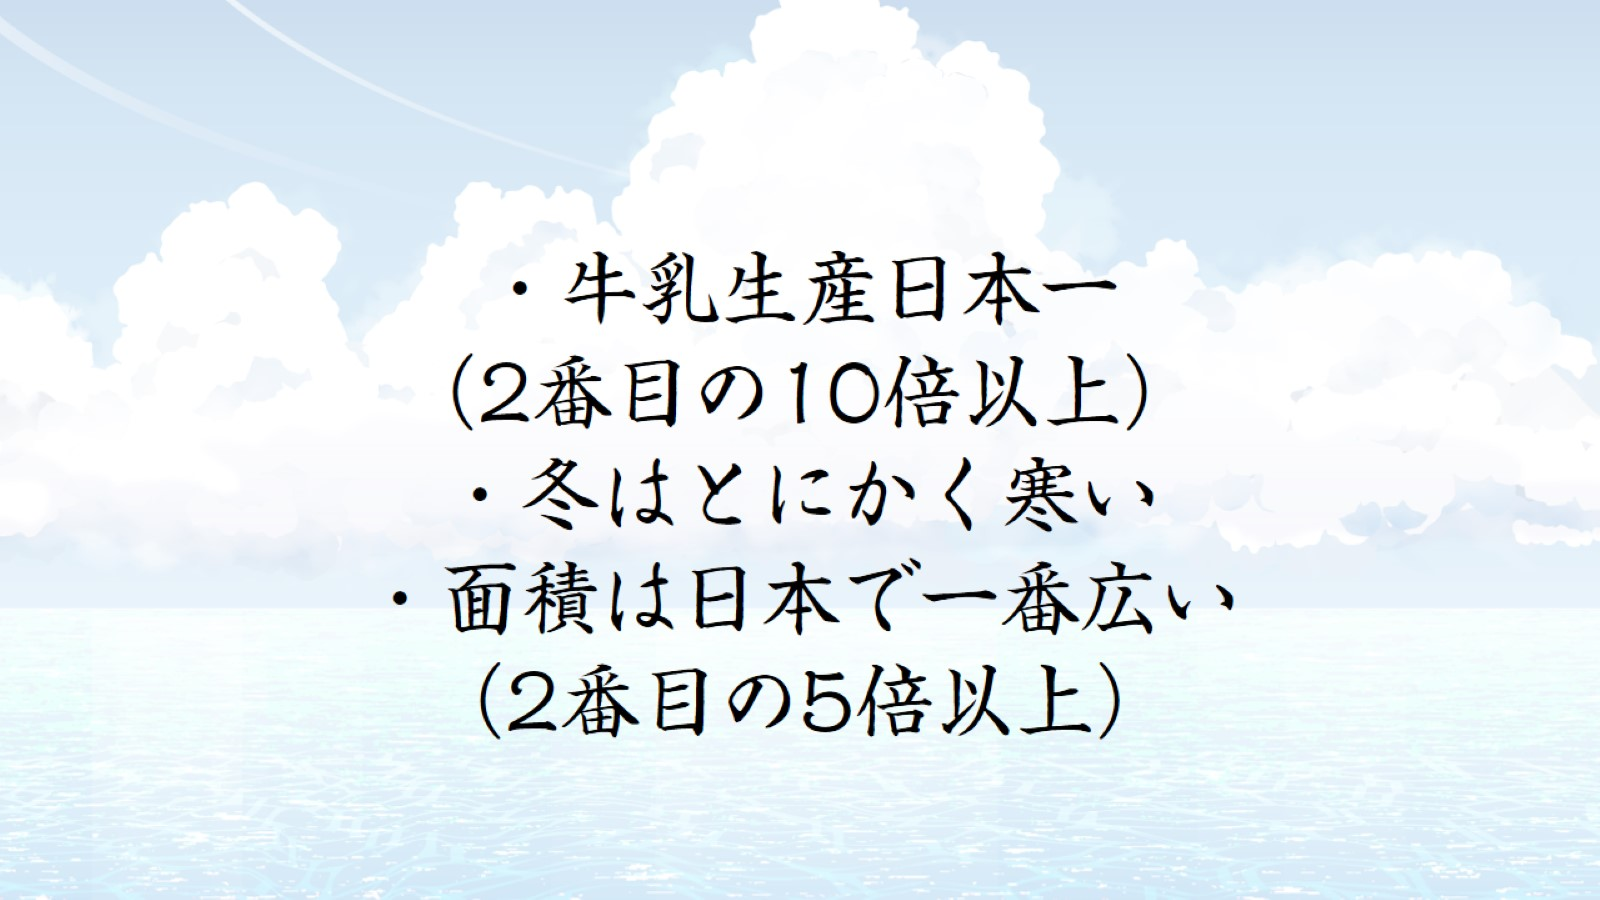 ・牛乳生産日本一
（2番目の10倍以上）
・冬はとにかく寒い
・面積は日本で一番広い
（2番目の5倍以上）